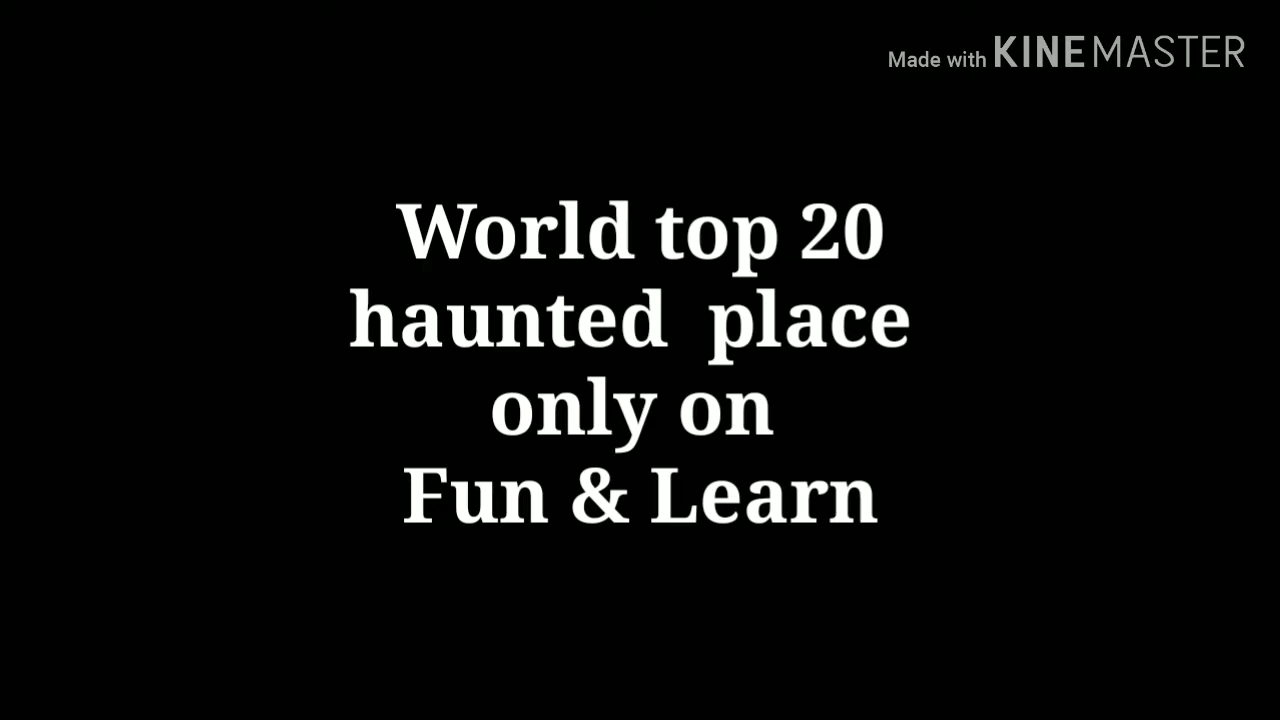 Made with KINEMASTER
World top 20
haunted  place
only on
Fun & Learn